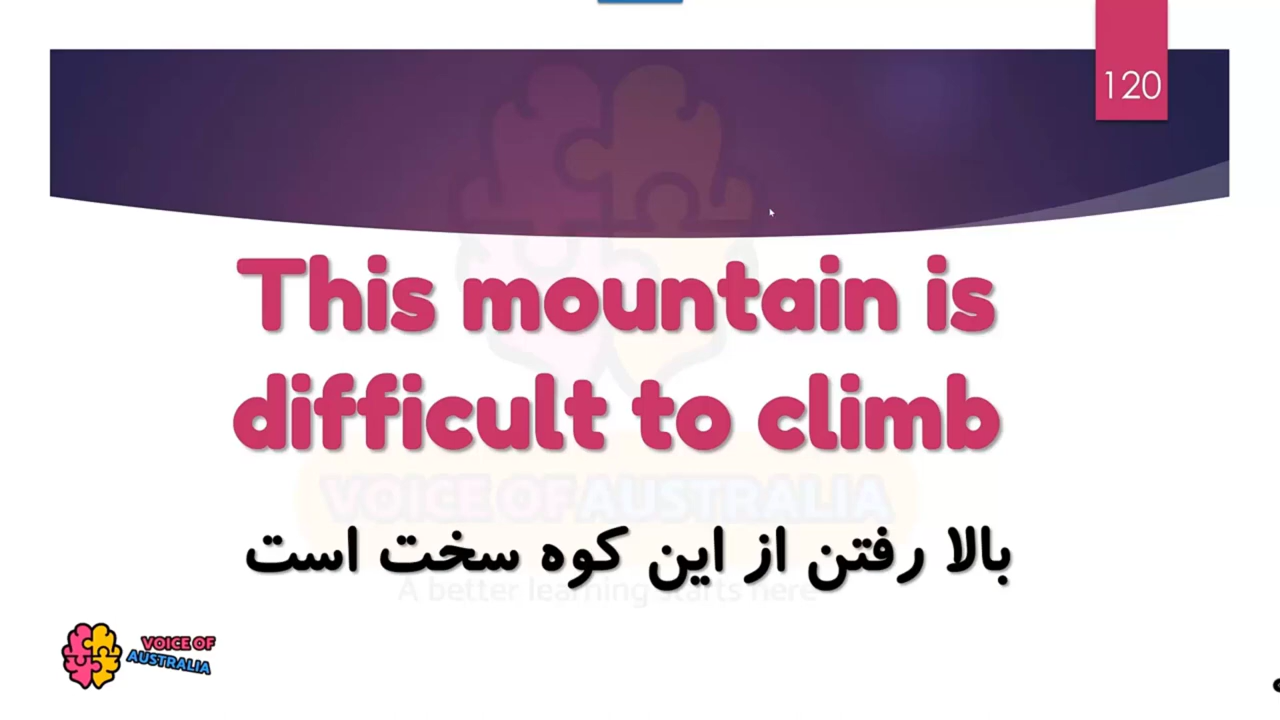 120
This mountain is
difficult to climb
VOICE OF AUSTRALIA
بالا رفتن از این کوه سخت است
A better learning starts here
VOICE OF
AUSTRALIA